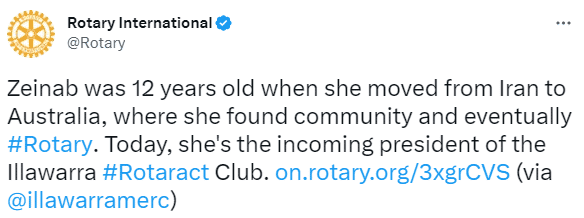 Rotary International
@Rotary
Zeinab was 12 years old when she moved from Iran to
Australia, where she found community and eventually
#Rotary. Today, she's the incoming president of the
Illawarra #Rotaract Club. on.rotary.org/3xgrCVS (via
@illawarramerc)